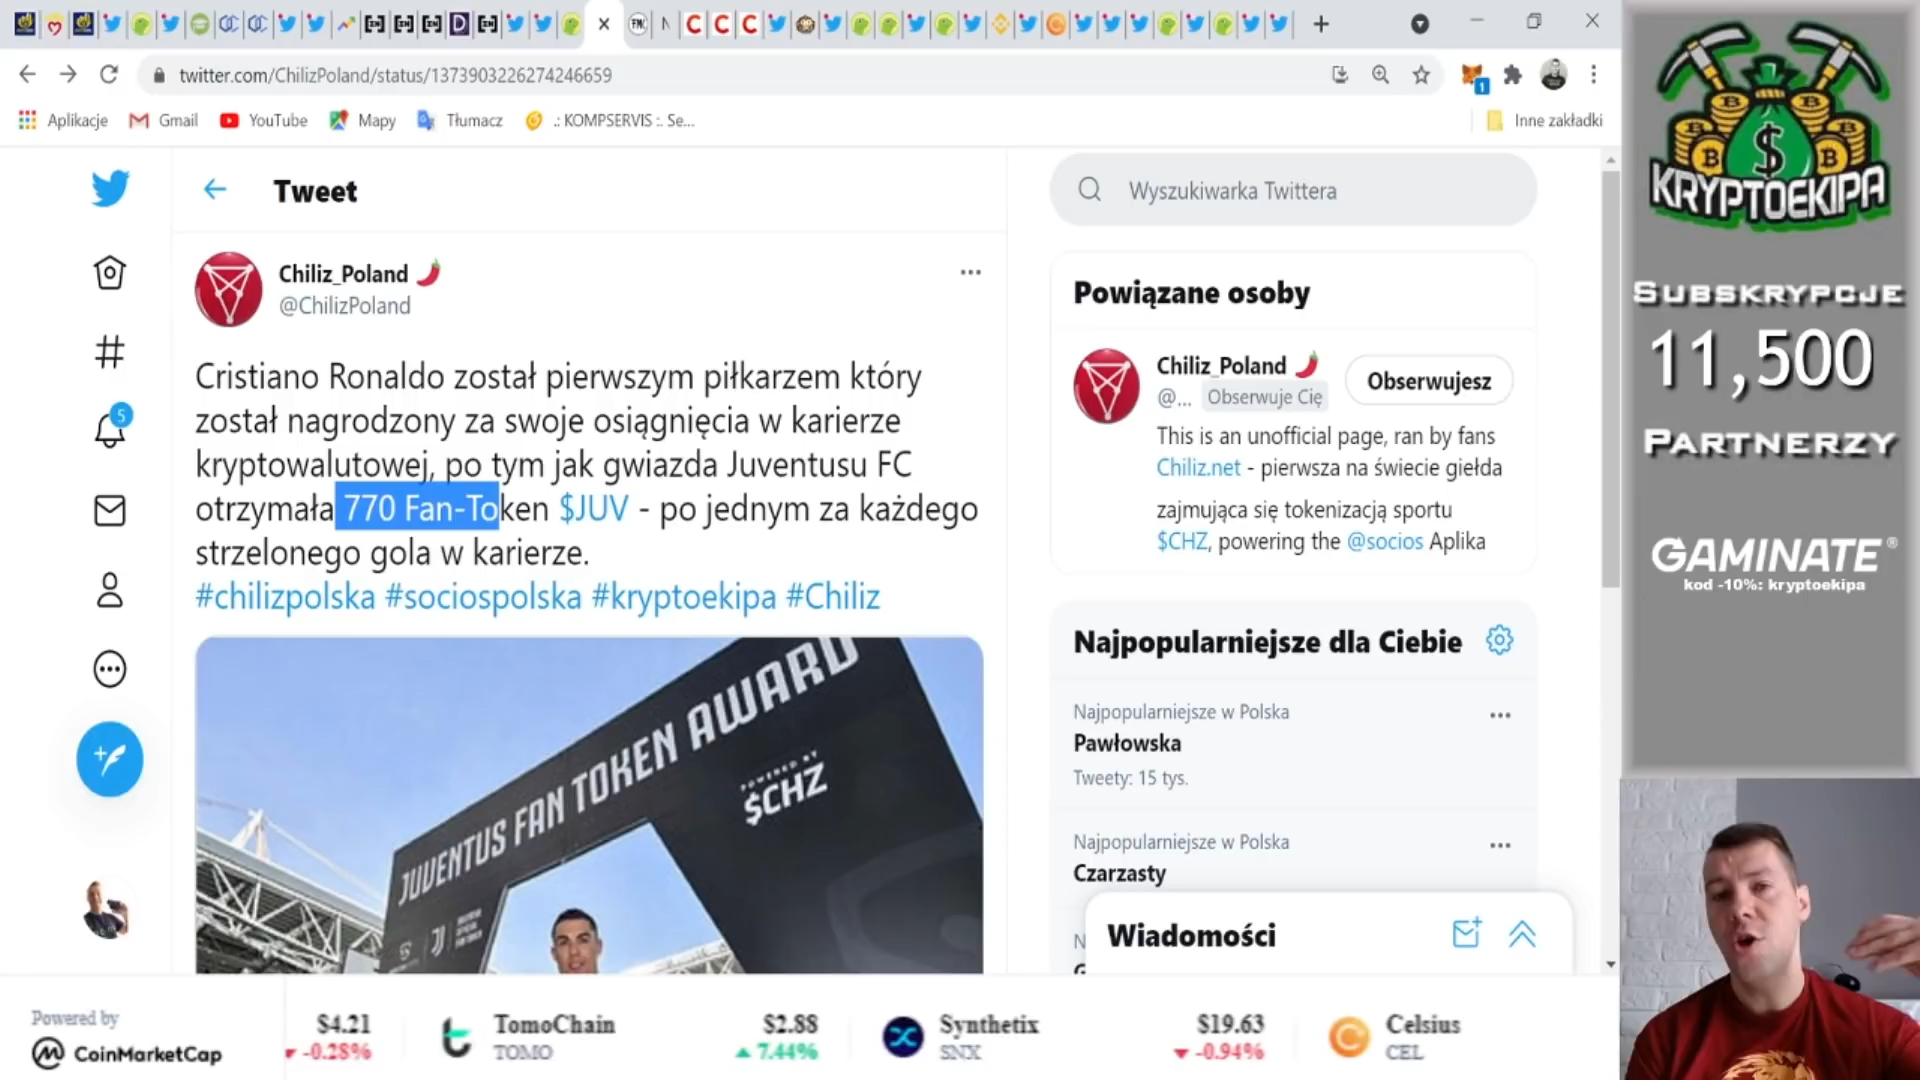 twitter.com/ChilizPoland/status/1373903226274246659
1
Aplikacje
Gmail
YouTube
Mapy
Tłumacz
.: KOMPSERVIS :. Se...
Inne zakładki
Tweet
Wyszukiwarka Twittera
5
Chiliz_Poland
@ChilizPoland
Cristiano Ronaldo został pierwszym piłkarzem który
został nagrodzony za swoje osiągnięcia w karierze
kryptowalutowej, po tym jak gwiazda Juventusu FC
otrzymała 770 Fan-Token $JUV - po jednym za każdego
strzelonego gola w karierze.
#chilizpolska #sociospolska #kryptoekipa #Chiliz
JUVENTUS FAN TOKEN AWARD
POWERED BY
$CHZ
Powiązane osoby
Chiliz_Poland
@... Obserwuje Cię
Obserwujesz
This is an unofficial page, ran by fans
Chiliz.net - pierwsza na świecie giełda
zajmująca się tokenizacją sportu
$CHZ, powering the @socios Aplika
Najpopularniejsze dla Ciebie
Najpopularniejsze w Polska
Pawłowska
Tweety: 15 tys.
Najpopularniejsze w Polska
Czarzasty
Wiadomości
KRYPTOEKIPA
SUBSKRYPCJE
11,500
PARTNERZY
GAMINATE®
kod -10%: kryptoekipa
Powered by
CoinMarketCap
$4.21
-0.28%
TomoChain
TOMO
$2.88
7.44%
Synthetix
SNX
$19.63
-0.94%
Celsius
CEL